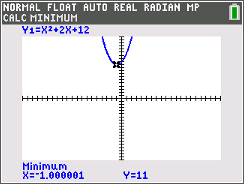 NORMAL FLOAT AUTO REAL RADIAN MP
CALC MINIMUM
Y₁=X²+2X+12
Minimum
X=-1.000001 Y=11